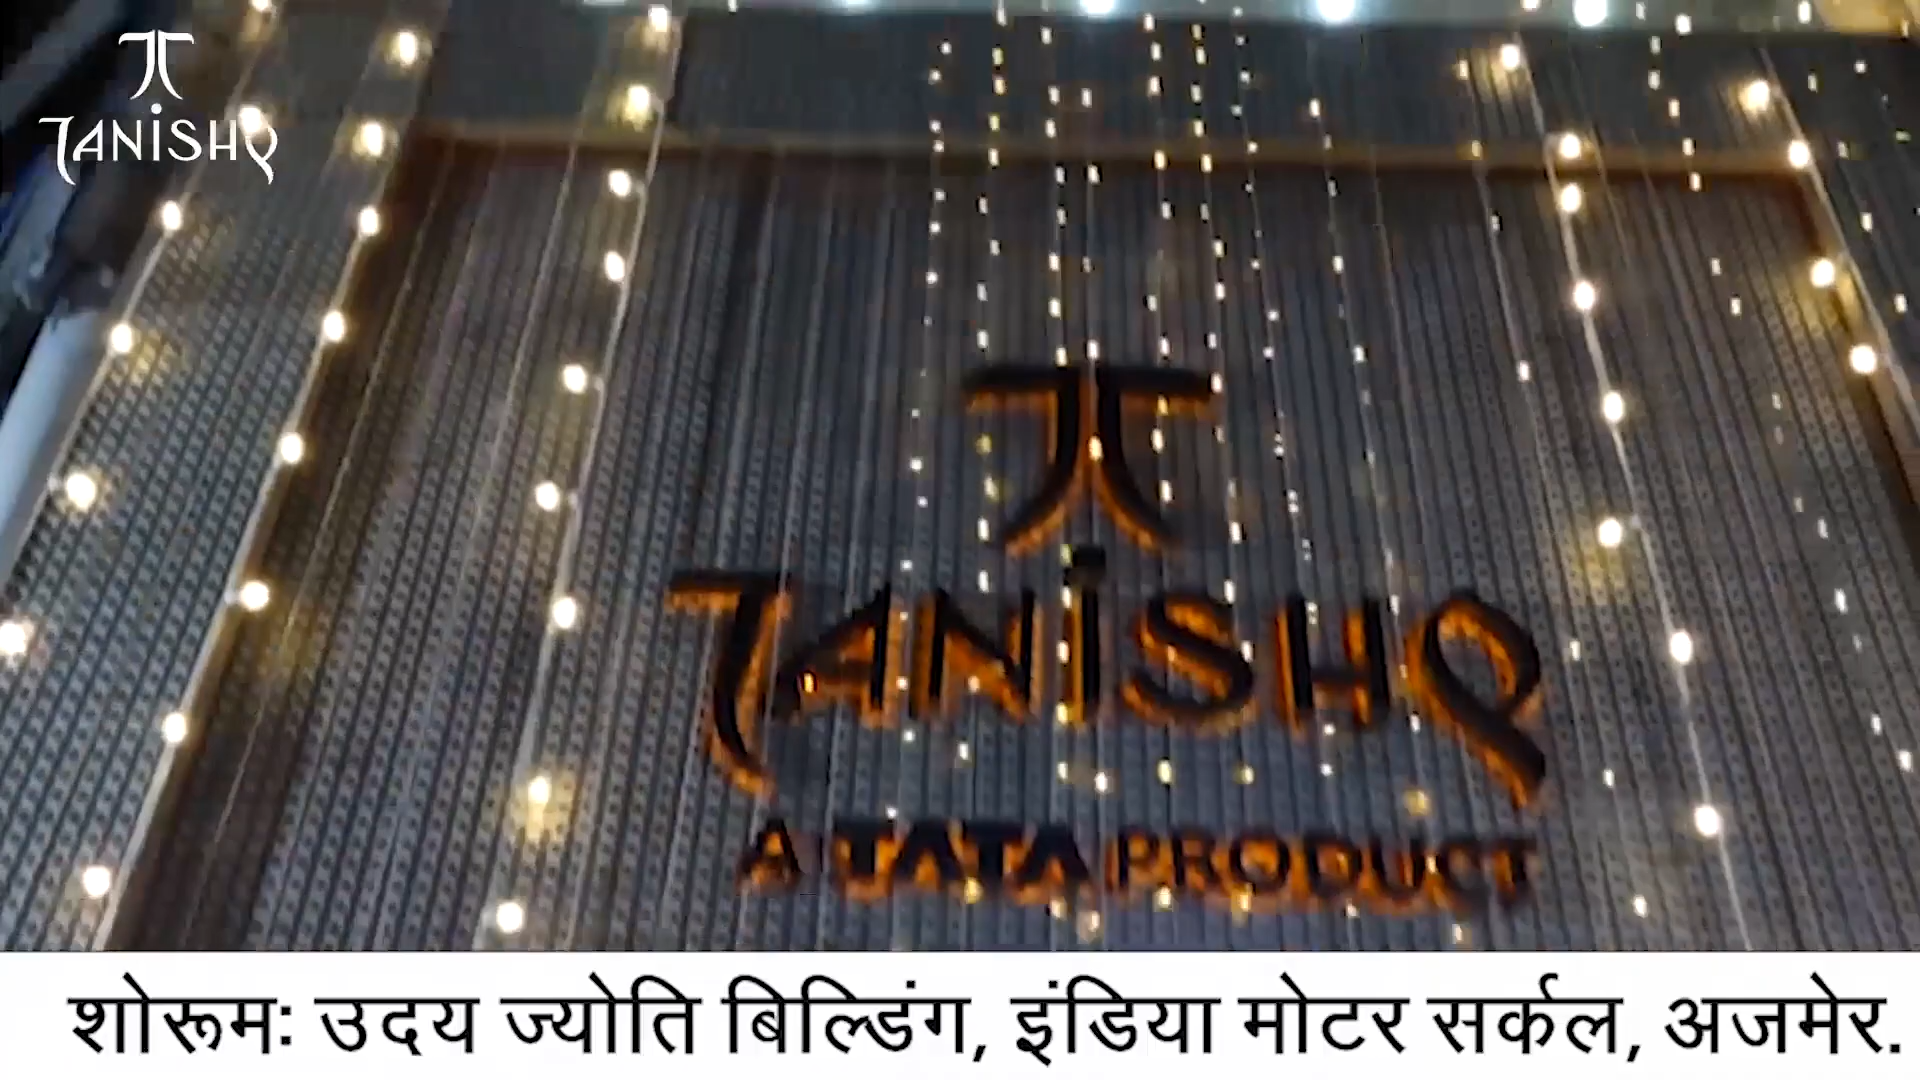 TANiSHQ
TANiSHQ
A TATA PRODUCT
शोरूमः उदय ज्योति बिल्डिंग, इंडिया मोटर सर्कल, अजमेर.